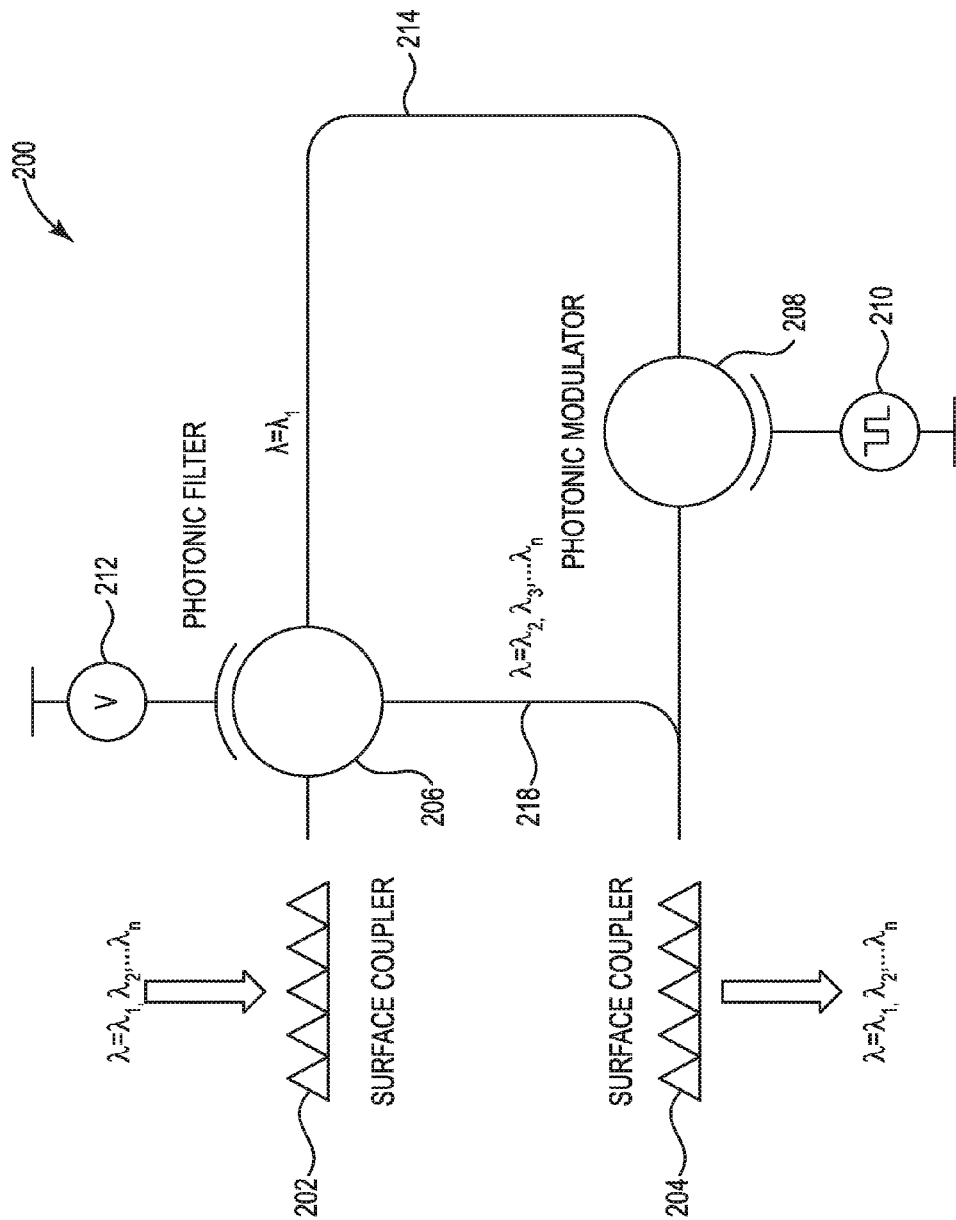 200
212
V
PHOTONIC FILTER
λ=λ₁
214
206
218
λ=λ₂, λ₃,...λₙ
PHOTONIC MODULATOR
208
210
λ=λ₁, λ₂,...λₙ
202
SURFACE COUPLER
SURFACE COUPLER
204
λ=λ₁, λ₂,...λₙ